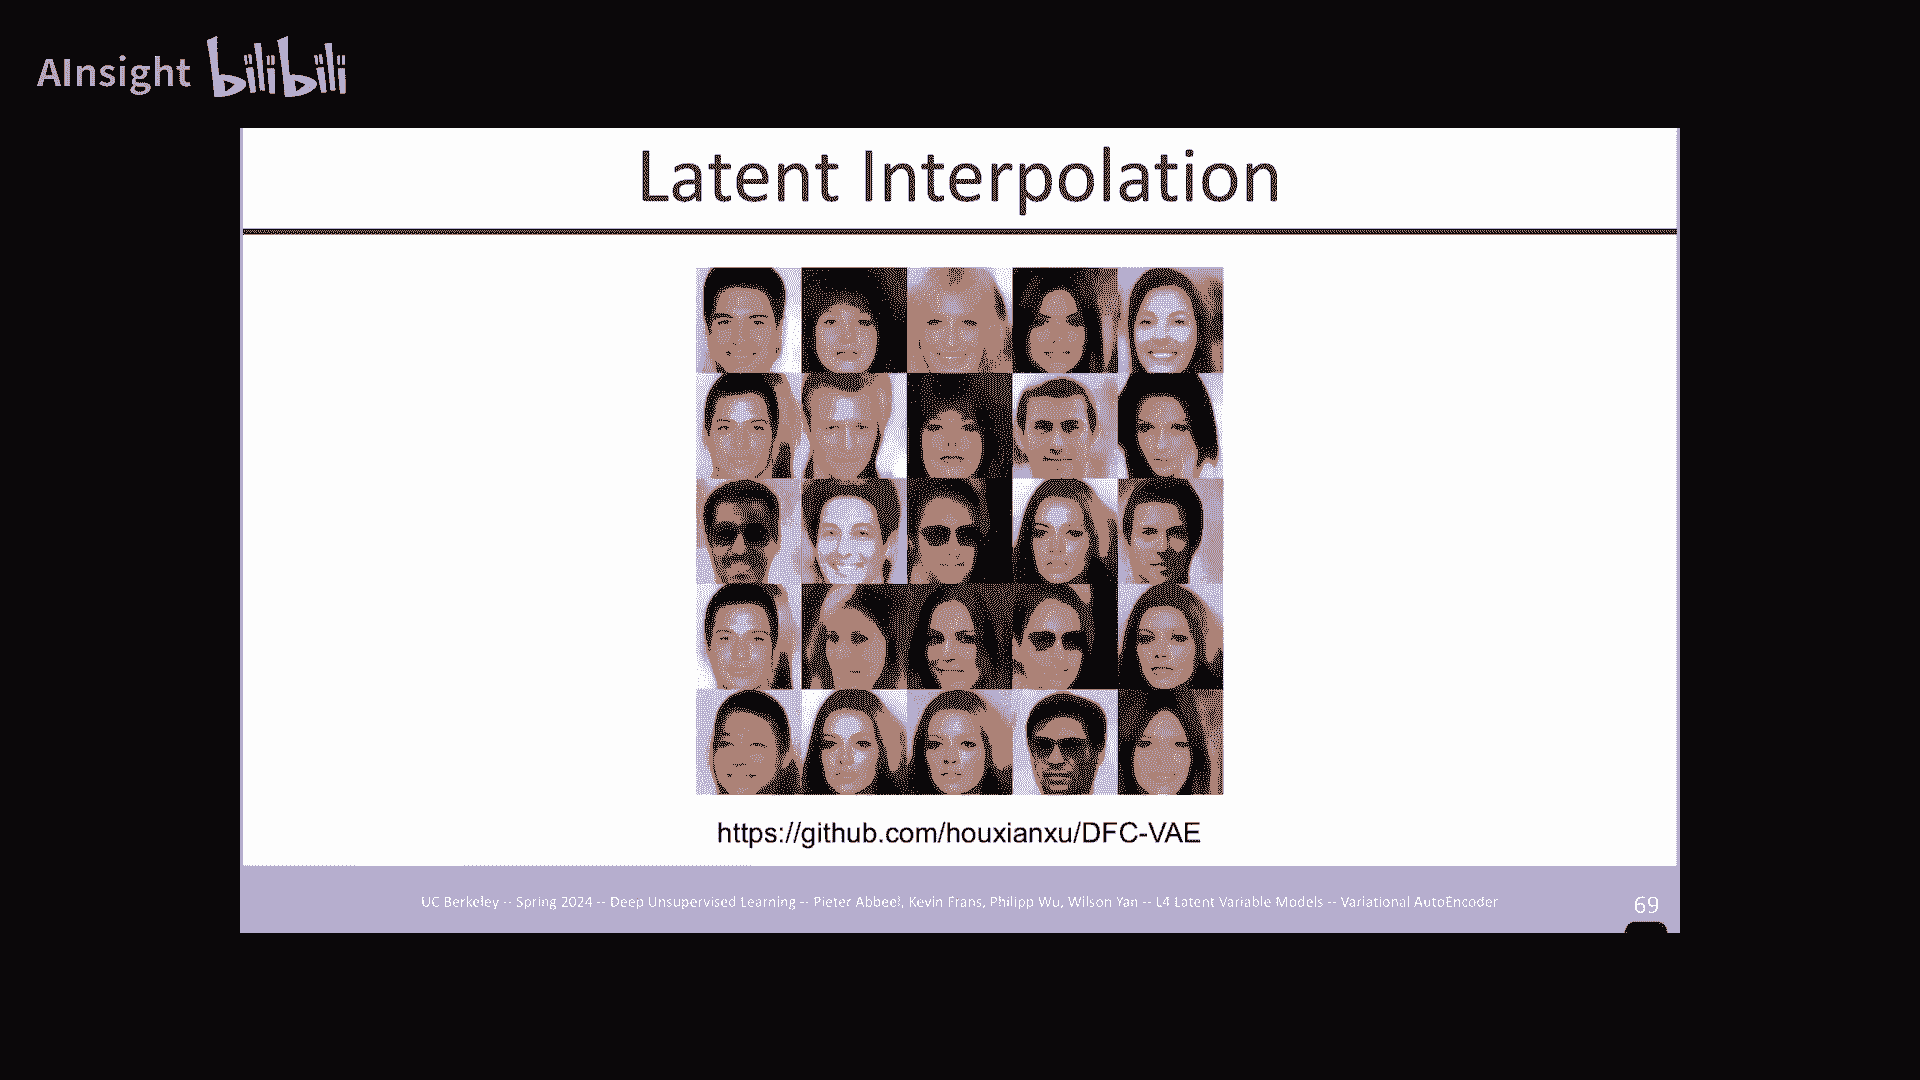 AInsight bilibili
Latent Interpolation
https://github.com/houxianxu/DFC-VAE
UC Berkeley -- Spring 2024 -- Deep Unsupervised Learning -- Pieter Abbeel, Kevin Frans, Philipp Wu, Wilson Yan -- L4 Latent Variable Models -- Variational AutoEncoder
69